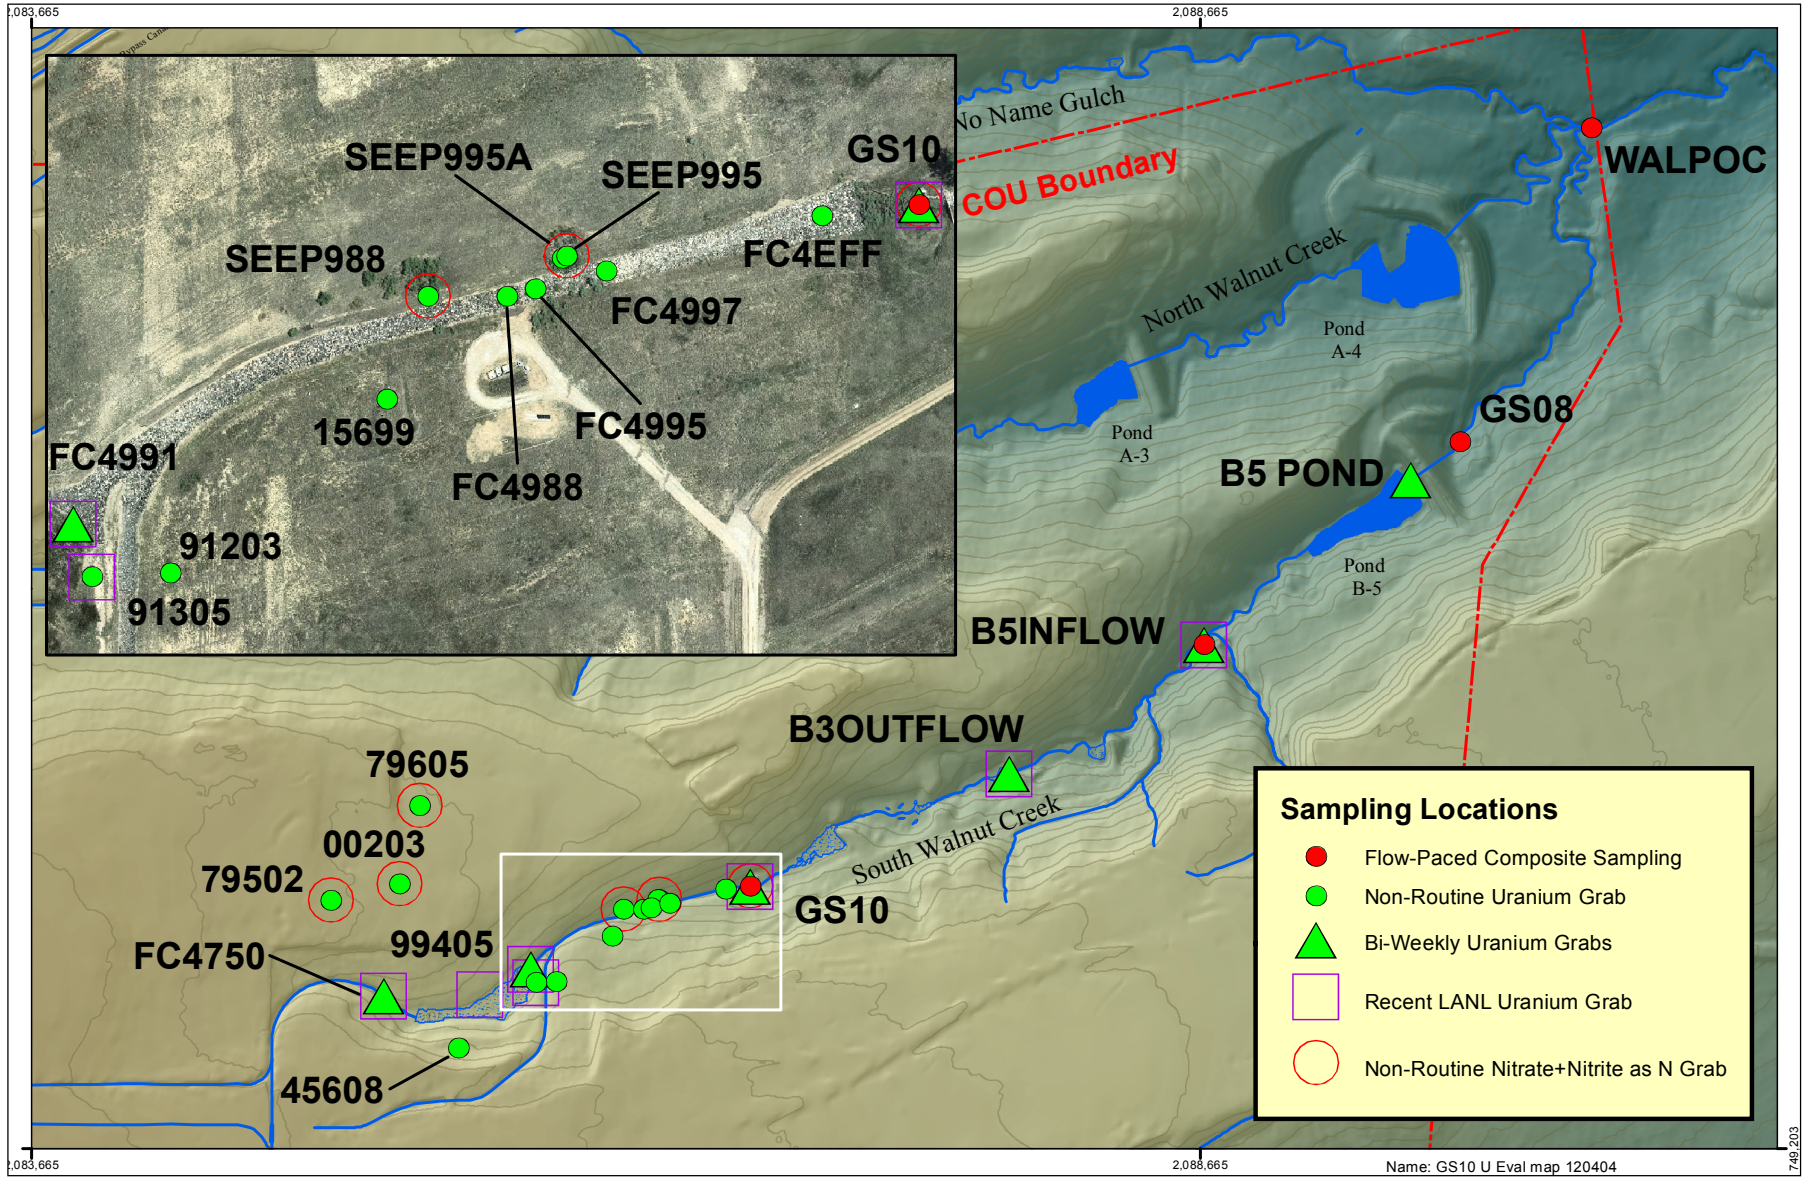 2,083,665
2,088,665
Bypass Canal
No Name Gulch
COU Boundary
WALPOC
SEEP995A
SEEP995
GS10
SEEP988
FC4EFF
FC4997
North Walnut Creek
Pond
A-4
15699
FC4995
FC4988
Pond
A-3
GS08
FC4991
B5 POND
91203
91305
Pond
B-5
B5INFLOW
B3OUTFLOW
79605
00203
79502
South Walnut Creek
GS10
99405
FC4750
45608
Sampling Locations
Flow-Paced Composite Sampling
Non-Routine Uranium Grab
Bi-Weekly Uranium Grabs
Recent LANL Uranium Grab
Non-Routine Nitrate+Nitrite as N Grab
2,083,665
2,088,665
Name: GS10 U Eval map 120404
749,203